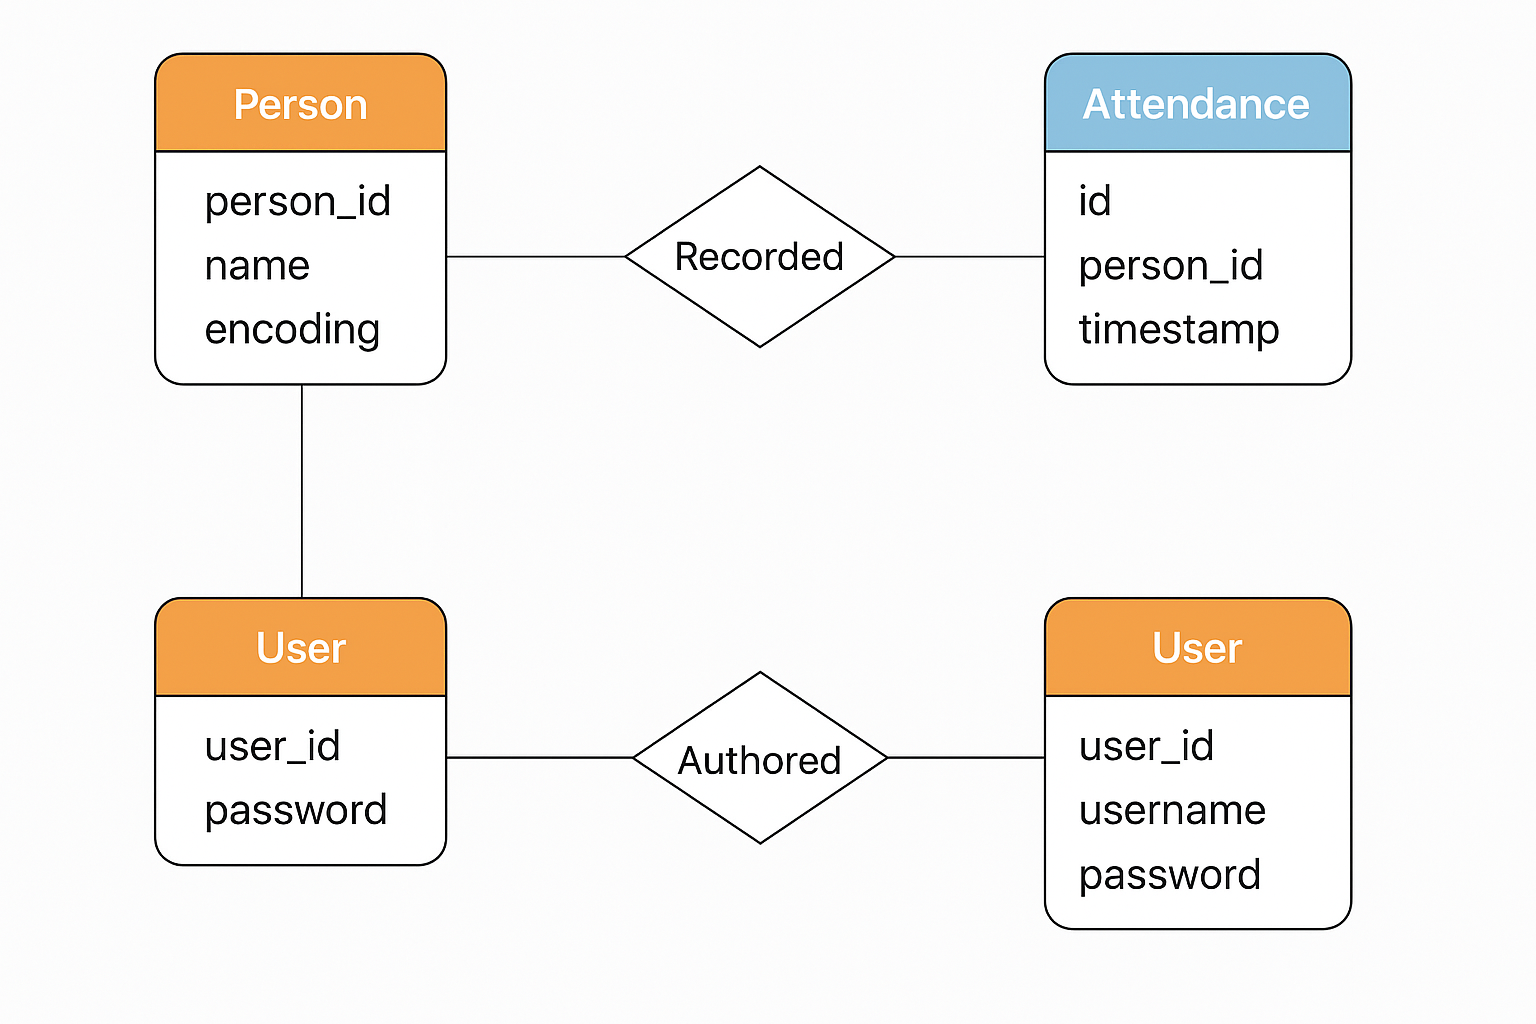 Person
person_id
name
encoding
Recorded
Attendance
id
person_id
timestamp
User
user_id
password
Authored
User
user_id
username
password